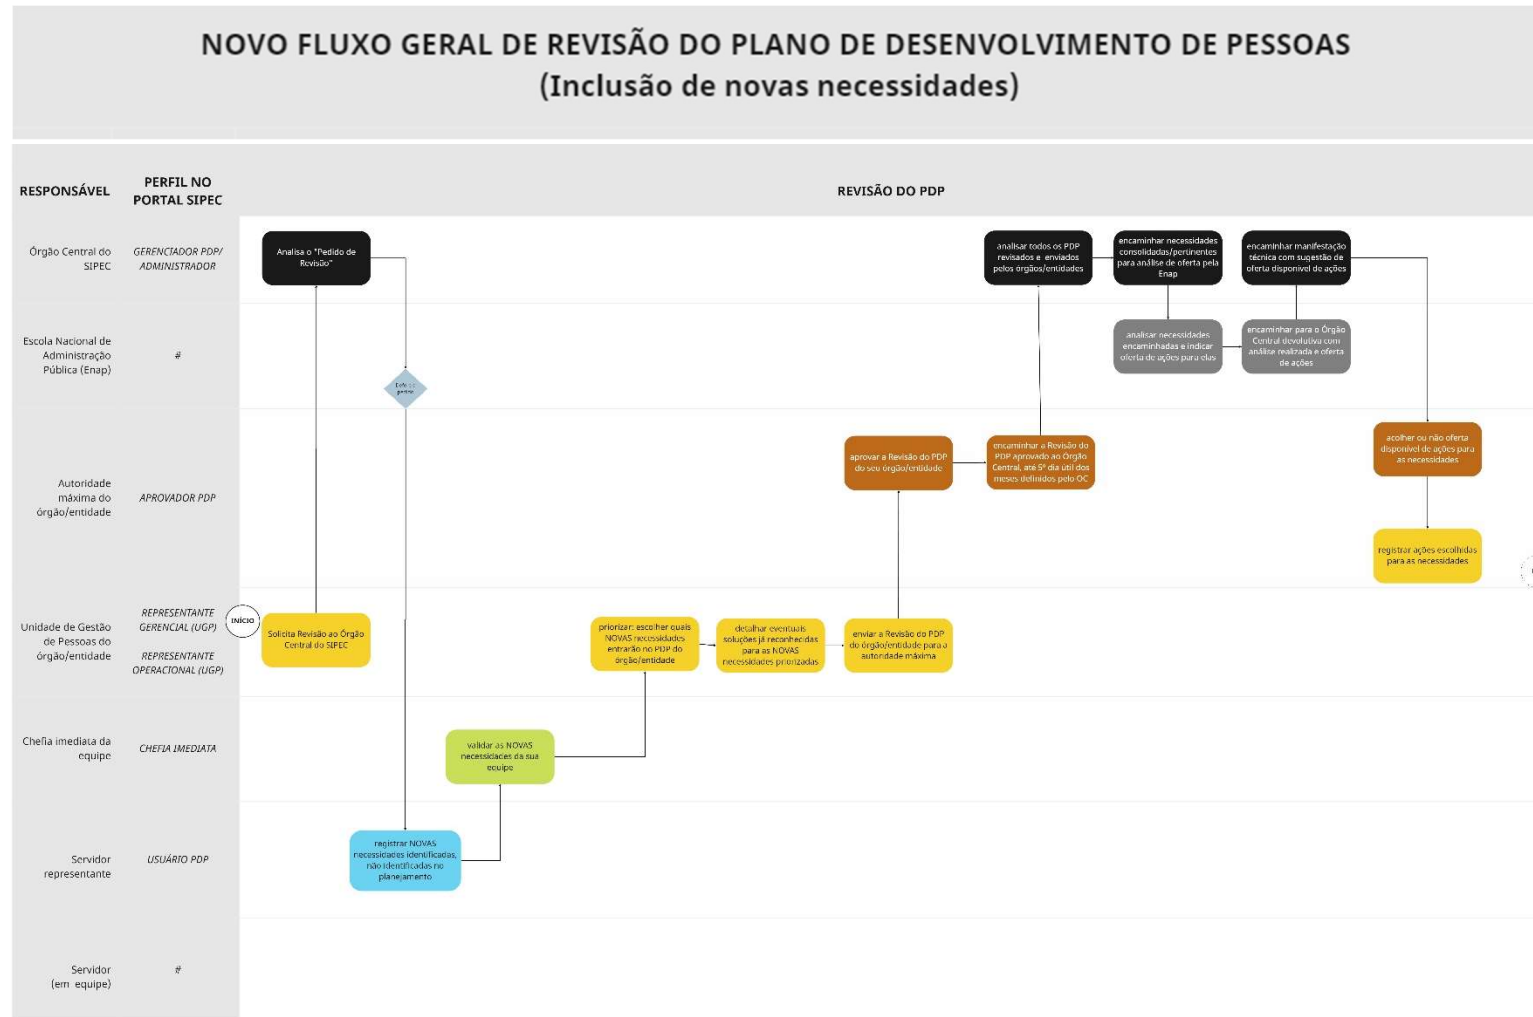 NOVO FLUXO GERAL DE REVISÃO DO PLANO DE DESENVOLVIMENTO DE PESSOAS
(Inclusão de novas necessidades)
RESPONSÁVEL
PERFIL NO
PORTAL SIPEC
REVISÃO DO PDP
Órgão Central do
SIPEC
GERENCIADOR PDP/
ADMINISTRADOR
Analisa o "Pedido de
Revisão"
analisar todos os PDP
revisados e enviados
pelos órgãos/entidades
encaminhar necessidades
consolidadas/pertinentes
para análise de oferta pela
Enap
encaminhar manifestação
técnica com sugestão de
oferta disponível de ações
Escola Nacional de
Administração
Pública (Enap)
#
analisar necessidades
encaminhadas e indicar
oferta de ações para elas
encaminhar para o Órgão
Central devolutiva com
análise realizada e oferta
de ações
pedido
Autoridade
máxima do
órgão/entidade
APROVADOR PDP
aprovar a Revisão do PDP
do seu órgão/entidade
encaminhar a Revisão do
PDP aprovado ao Órgão
Central, até 5º dia útil dos
meses definidos pelo OC
acolher ou não oferta
disponível de ações para
as necessidades
registrar ações escolhidas
para as necessidades
Unidade de Gestão
de Pessoas do
órgão/entidade
REPRESENTANTE
GERENCIAL (UGP)
REPRESENTANTE
OPERACIONAL (UGP)
INÍCIO
Solicita Revisão ao Órgão
Central do SIPEC
priorizar: escolher quais
NOVAS necessidades
entrarão no PDP do
órgão/entidade
detalhar eventuais
soluções já reconhecidas
para as NOVAS
necessidades priorizadas
enviar a Revisão do PDP
do órgão/entidade para a
autoridade máxima
Chefia imediata da
equipe
CHEFIA IMEDIATA
validar as NOVAS
necessidades da sua
equipe
Servidor
representante
USUÁRIO PDP
registrar NOVAS
necessidades identificadas,
não identificadas no
planejamento
Servidor
(em equipe)
#